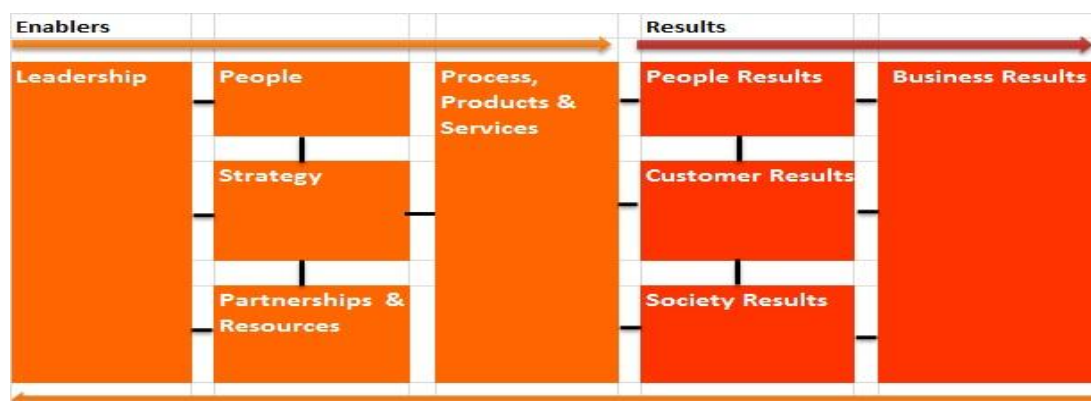 Enablers
Results
Leadership
People
Process,
Products &
Services
People Results
Business Results
Strategy
Customer Results
Partnerships &
Resources
Society Results